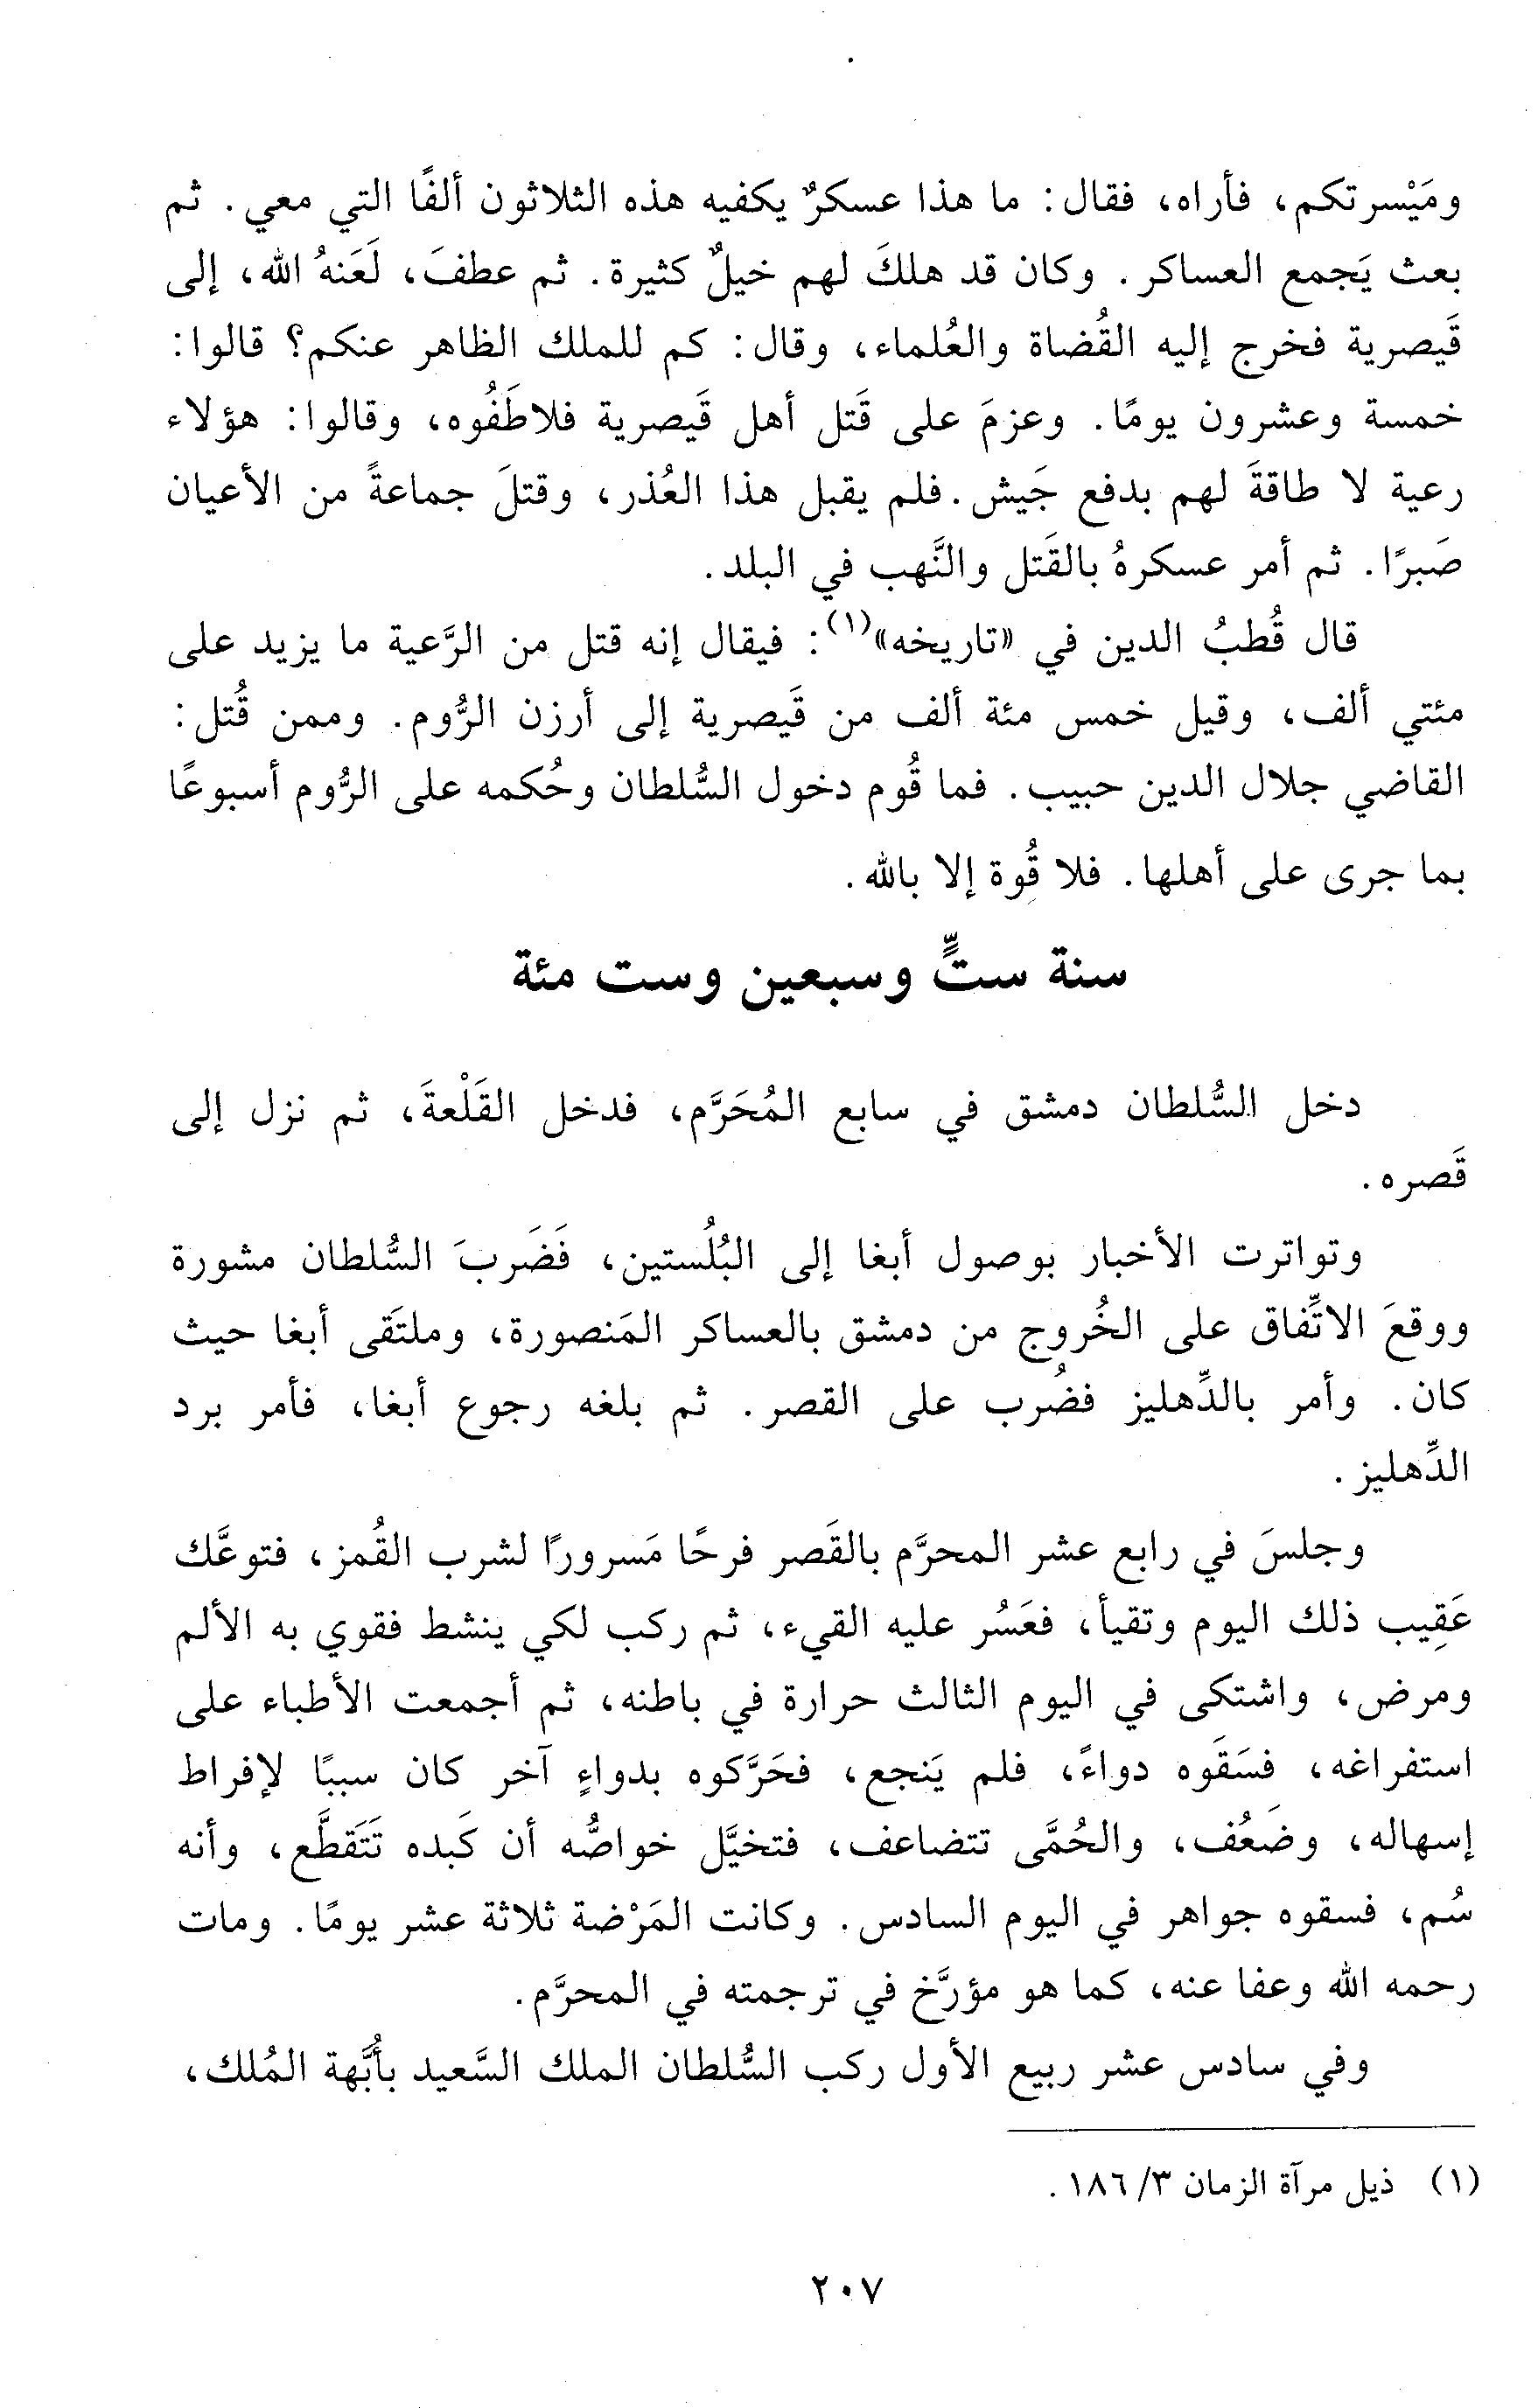 ومَيْسرتكم، فأراه، فقال: ما هذا عسكرٌ يكفيه هذه الثلاثون ألفًا التي معي. ثم
بعث يَجمع العساكر. وكان قد هلكَ لهم خيلٌ كثيرة. ثم عطفَ، لَعَنهُ الله، إلى
قَيصرية فخرج إليه القُضاة والعُلماء، وقال: كم للملك الظاهر عنكم؟ قالوا:
خمسة وعشرون يومًا. وعزمَ على قَتل أهل قَيصرية فلاطَفُوه، وقالوا: هؤلاء
رعية لا طاقةَ لهم بدفع جَيش. فلم يقبل هذا العُذر، وقتلَ جماعةً من الأعيان
صَبرًا. ثم أمر عسكرهُ بالقَتل والنَّهب في البلد.
قال قُطبُ الدين في «تاريخه»(١): فيقال إنه قتل من الرَّعية ما يزيد على
مئتي ألف، وقيل خمس مئة ألف من قَيصرية إلى أرزن الرُّوم. وممن قُتل:
القاضي جلال الدين حبيب. فما قُوم دخول السُّلطان وحُكمه على الرُّوم أسبوعًا
بما جرى على أهلها. فلا قُوة إلا بالله.
سنة ستٍّ وسبعين وست مئة
دخل السُّلطان دمشق في سابع المُحَرَّم، فدخل القَلْعةَ، ثم نزل إلى
قَصره.
وتواترت الأخبار بوصول أبغا إلى البُلُستين، فَضَربَ السُّلطان مشورة
ووقعَ الاتِّفاق على الخُروج من دمشق بالعساكر المَنصورة، وملتَقى أبغا حيث
كان. وأمر بالدِّهليز فضُرب على القصر. ثم بلغه رجوع أبغا، فأمر برد
الدِّهليز.
وجلسَ في رابع عشر المحرَّم بالقَصر فرحًا مَسرورًا لشرب القُمز، فتوعَّك
عَقِيب ذلك اليوم وتقيأ، فعَسُر عليه القيء، ثم ركب لكي ينشط فقوي به الألم
ومرض، واشتكى في اليوم الثالث حرارة في باطنه، ثم أجمعت الأطباء على
استفراغه، فسَقَوه دواءً، فلم يَنجع، فحَرَّكوه بدواءٍ آخر كان سببًا لإفراط
إسهاله، وضَعُف، والحُمَّى تتضاعف، فتخيَّل خواصُّه أن كَبده تَتَقطَّع، وأنه
سُم، فسقوه جواهر في اليوم السادس. وكانت المَرْضة ثلاثة عشر يومًا. ومات
رحمه الله وعفا عنه، كما هو مؤرَّخ في ترجمته في المحرَّم.
وفي سادس عشر ربيع الأول ركب السُّلطان الملك السَّعيد بأُبَّهة المُلك،
(١) ذيل مرآة الزمان ٣/ ١٨٦.
٢٠٧